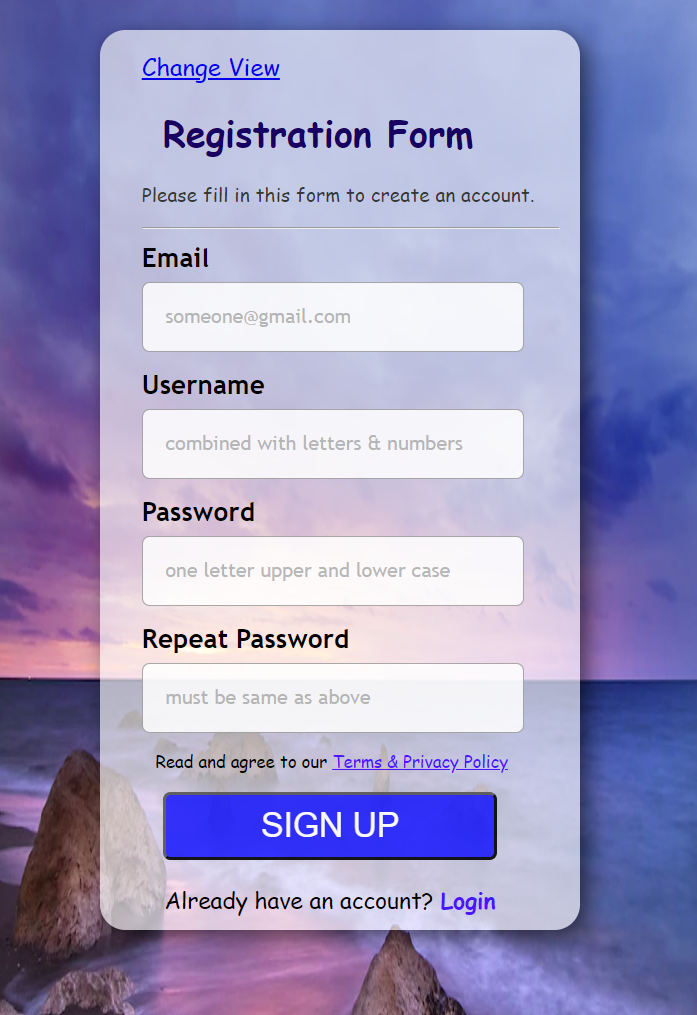 Change View
Registration Form
Please fill in this form to create an account.
Email
someone@gmail.com
Username
combined with letters & numbers
Password
one letter upper and lower case
Repeat Password
must be same as above
Read and agree to our Terms & Privacy Policy
SIGN UP
Already have an account? Login